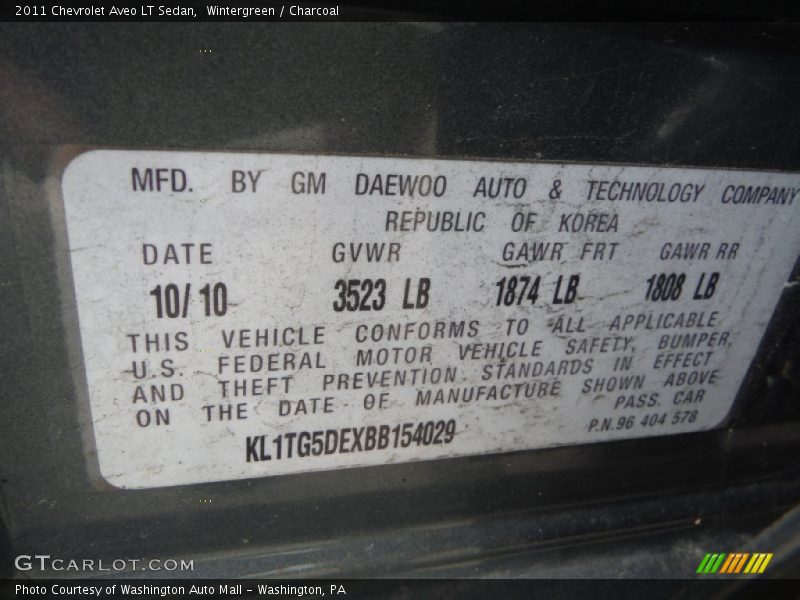 2011 Chevrolet Aveo LT Sedan,  Wintergreen / Charcoal
MFD. BY GM DAEWOO AUTO & TECHNOLOGY COMPANY
REPUBLIC OF KOREA
DATE GVWR GAWR FRT GAWR RR
10/10 3523 LB 1874 LB 1808 LB
THIS VEHICLE CONFORMS TO ALL APPLICABLE
U.S. FEDERAL MOTOR VEHICLE SAFETY, BUMPER,
AND THEFT PREVENTION STANDARDS IN EFFECT
ON THE DATE OF MANUFACTURE SHOWN ABOVE
PASS. CAR
KL1TG5DEXBB154029 P.N.96 404 578
GTCARLOT.COM
Photo Courtesy of Washington Auto Mall - Washington, PA